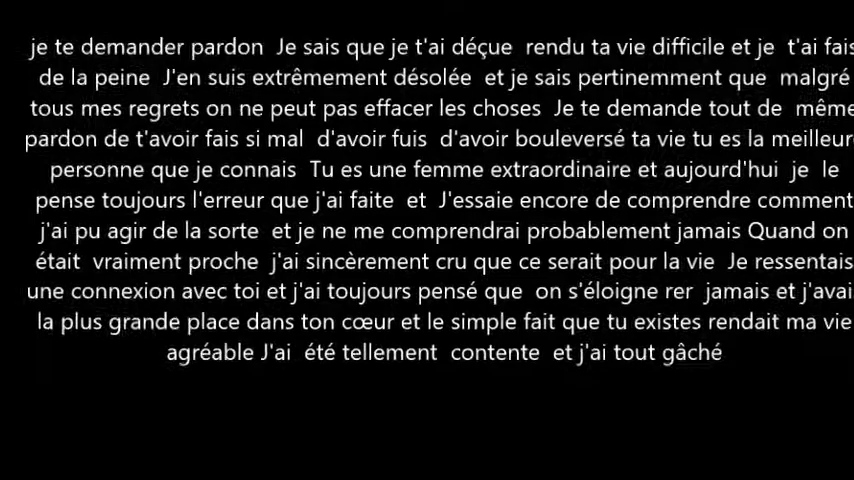 je te demander pardon Je sais que je t'ai déçue rendu ta vie difficile et je t'ai fais
de la peine J'en suis extrêmement désolée et je sais pertinemment que malgré
tous mes regrets on ne peut pas effacer les choses Je te demande tout de même
pardon de t'avoir fais si mal d'avoir fuis d'avoir bouleversé ta vie tu es la meilleure
personne que je connais Tu es une femme extraordinaire et aujourd'hui je le
pense toujours l'erreur que j'ai faite et J'essaie encore de comprendre comment
j'ai pu agir de la sorte et je ne me comprendrai probablement jamais Quand on
était vraiment proche j'ai sincèrement cru que ce serait pour la vie Je ressentais
une connexion avec toi et j'ai toujours pensé que on s'éloigne rer jamais et j'avai
la plus grande place dans ton cœur et le simple fait que tu existes rendait ma vie
agréable J'ai été tellement contente et j'ai tout gâché